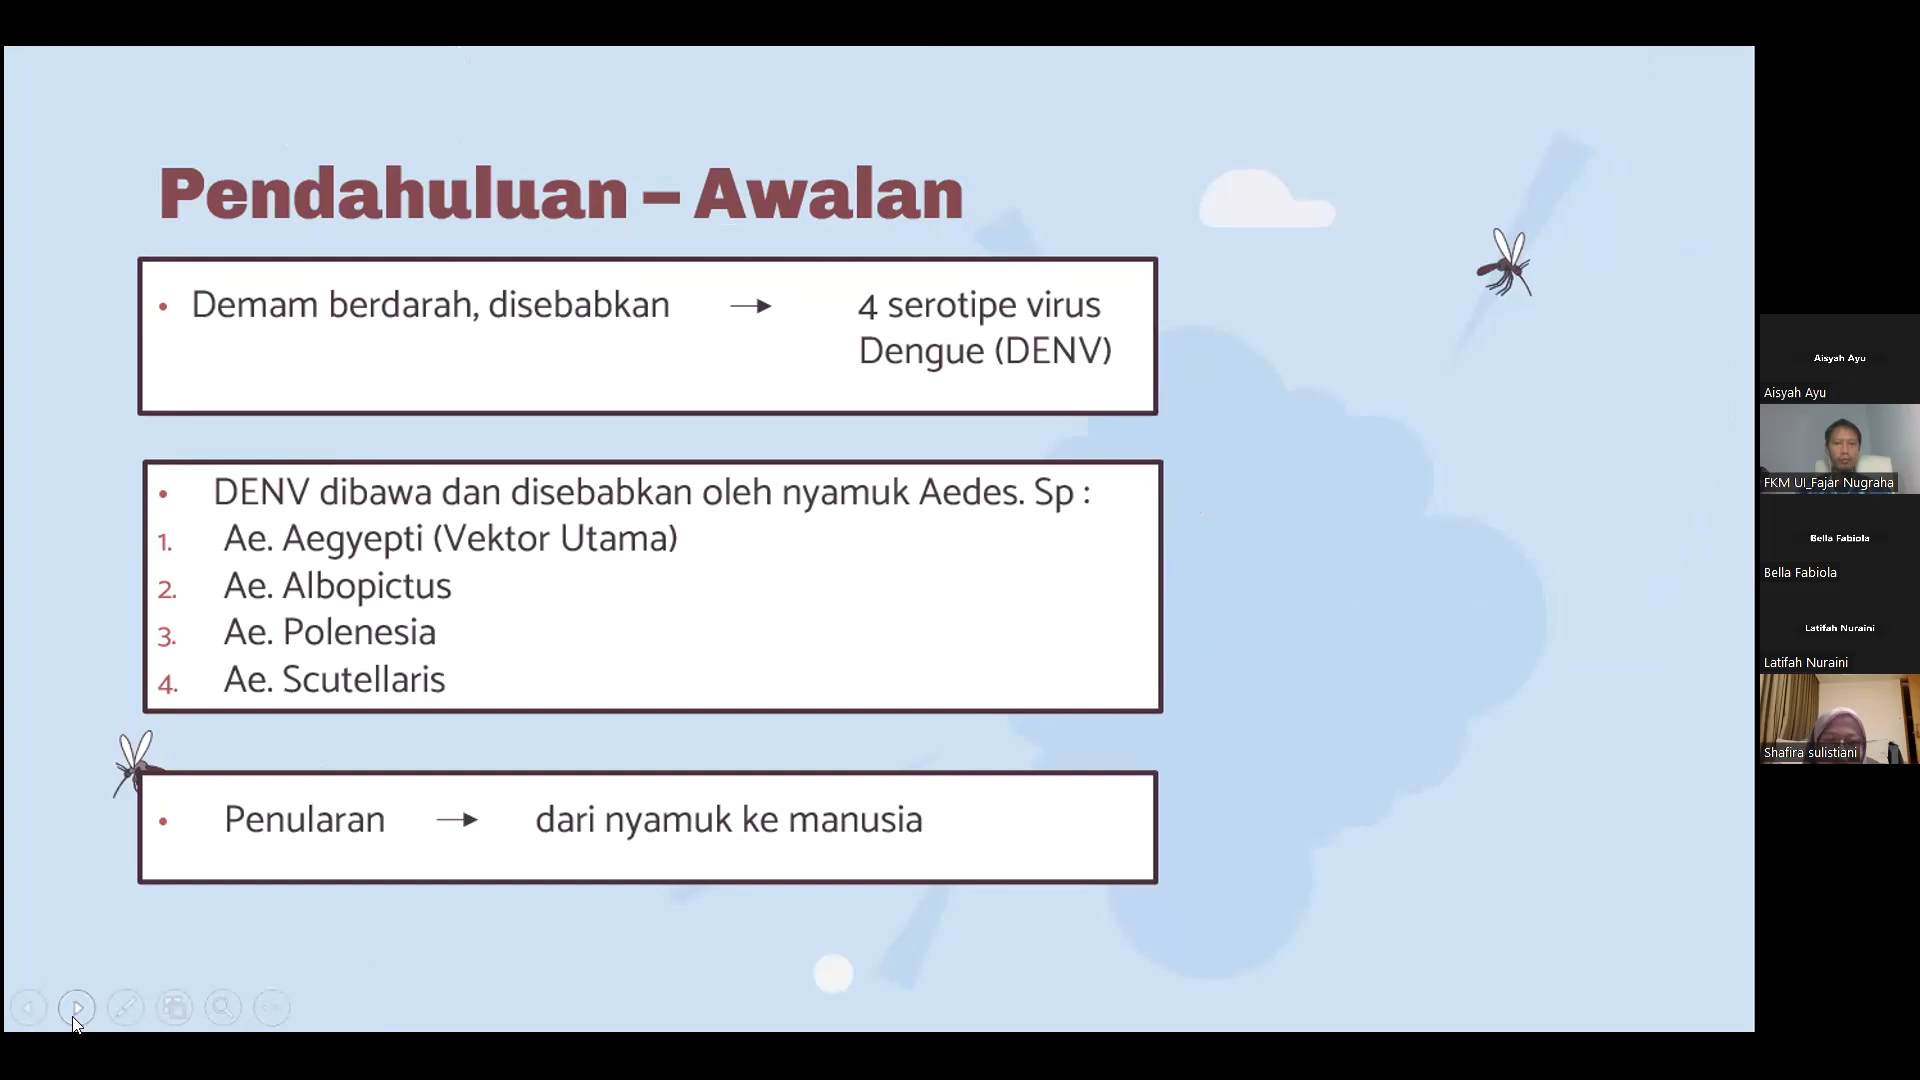 Pendahuluan – Awalan
• Demam berdarah, disebabkan → 4 serotipe virus
Dengue (DENV)
• DENV dibawa dan disebabkan oleh nyamuk Aedes. Sp :
1. Ae. Aegyepti (Vektor Utama)
2. Ae. Albopictus
3. Ae. Polenesia
4. Ae. Scutellaris
• Penularan → dari nyamuk ke manusia
Aisyah Ayu
Aisyah Ayu
FKM UI_Fajar Nugraha
Bella Fabiola
Bella Fabiola
Latifah Nuraini
Latifah Nuraini
Shafira sulistiani